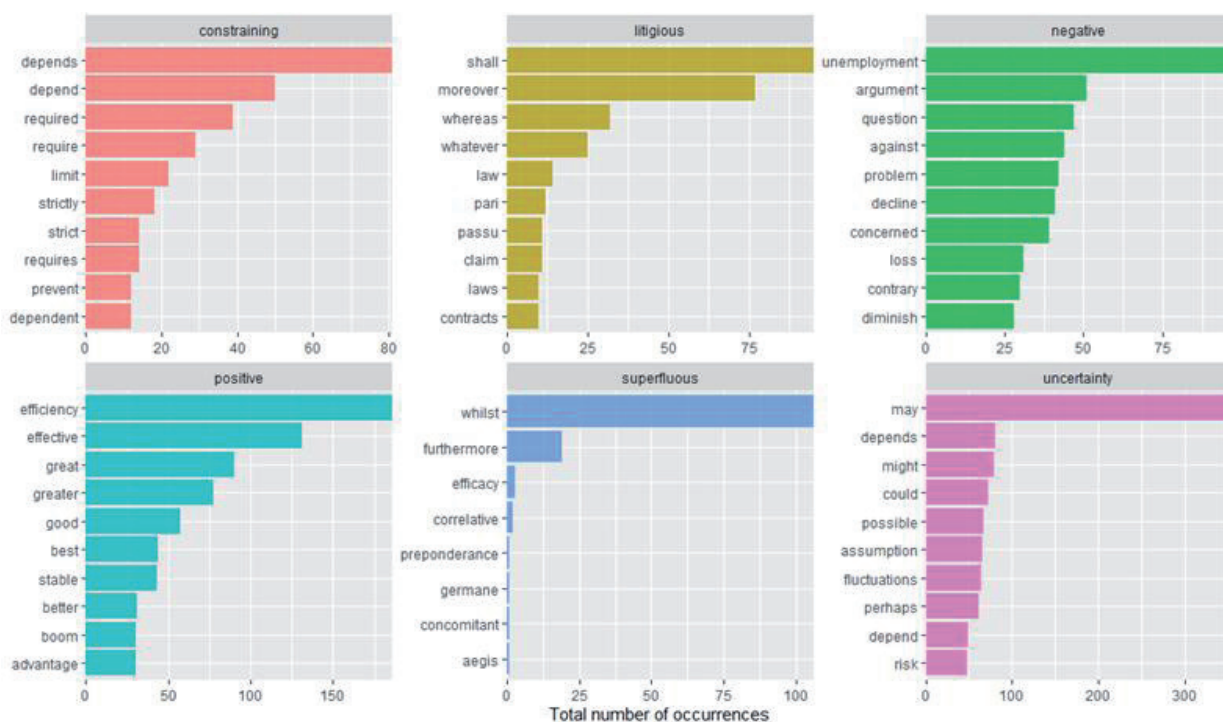 constraining
depends
depend
required
require
limit
strictly
strict
requires
prevent
dependent
0 20 40 60 80
litigious
shall
moreover
whereas
whatever
law
pari
passu
claim
laws
contracts
0 25 50 75
negative
unemployment
argument
question
against
problem
decline
concerned
loss
contrary
diminish
0 25 50 75
positive
efficiency
effective
great
greater
good
best
stable
better
boom
advantage
0 50 100 150
superfluous
whilst
furthermore
efficacy
correlative
preponderance
germane
concomitant
aegis
0 25 50 75 100
uncertainty
may
depends
might
could
possible
assumption
fluctuations
perhaps
depend
risk
0 100 200 300
Total number of occurrences